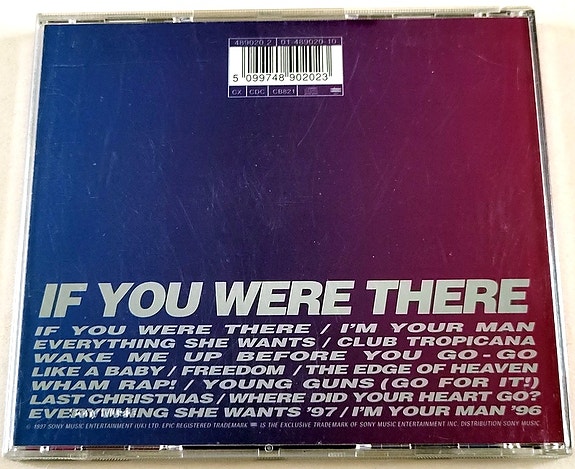 489020 2 01-489020-10
5 099748 902023
CX CDC CB821
IF YOU WERE THERE
IF YOU WERE THERE / I'M YOUR MAN
EVERYTHING SHE WANTS / CLUB TROPICANA
WAKE ME UP BEFORE YOU GO-GO
LIKE A BABY / FREEDOM / THE EDGE OF HEAVEN
WHAM RAP! / YOUNG GUNS (GO FOR IT!)
LAST CHRISTMAS / WHERE DID YOUR HEART GO?
EVERYTHING SHE WANTS '97 / I'M YOUR MAN '96
© 1997 SONY MUSIC ENTERTAINMENT (UK) LTD. EPIC REGISTERED TRADEMARK IS THE EXCLUSIVE TRADEMARK OF SONY MUSIC ENTERTAINMENT INC. DISTRIBUTION SONY MUSIC